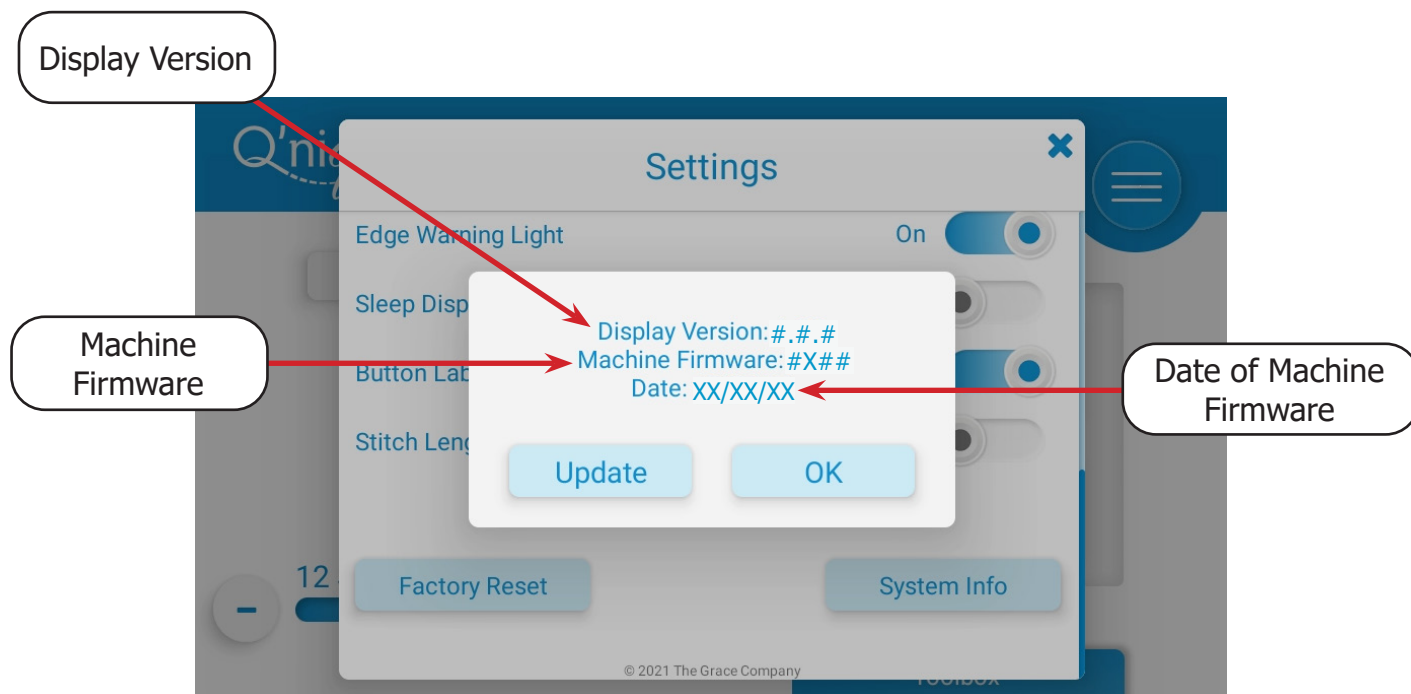 Display Version
Q'ni
Settings
Edge Warning Light
On
Sleep Disp
Display Version:#.#.#
Machine
Firmware
Machine Firmware:#X##
Date of Machine
Firmware
Button Lab
Date: XX/XX/XX
Stitch Leng
Update
OK
12
-
Factory Reset
System Info
© 2021 The Grace Company
Toolbox